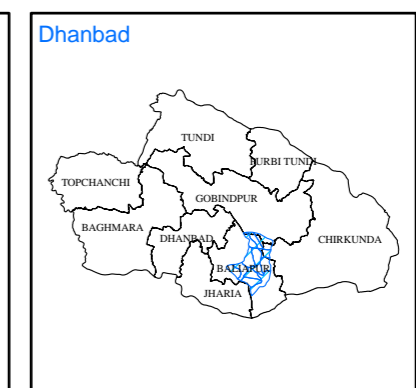 Dhanbad
TUNDI
PURBI TUNDI
TOPCHANCHI
GOBINDPUR
BAGHMARA
DHANBAD
CHIRKUNDA
BALIAPUR
JHARIA